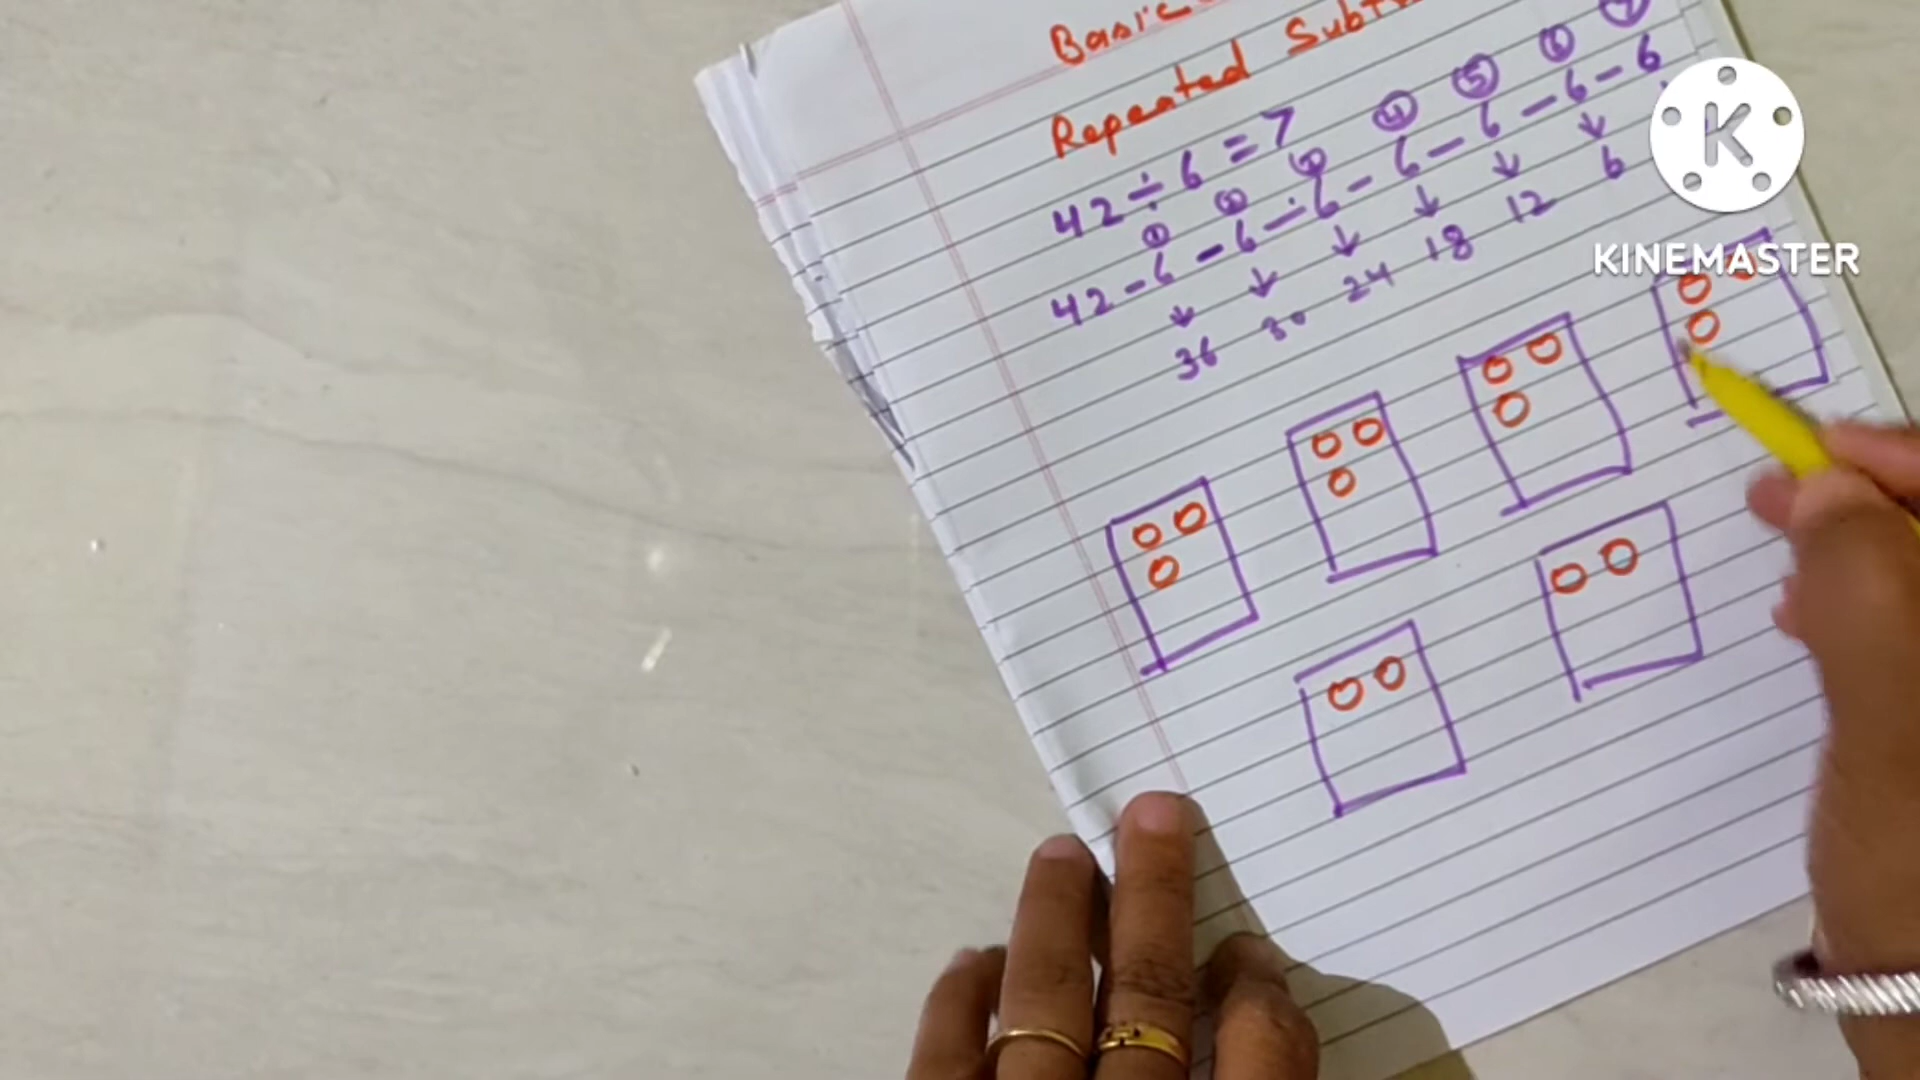 Basic
Repeated Subt
42 ÷ 6 = 7
① ② ③ ④ ⑤ ⑥ ⑦
42 - 6 - 6 - 6 - 6 - 6 - 6 - 6
36 30 24 18 12 6
K
KINEMASTER